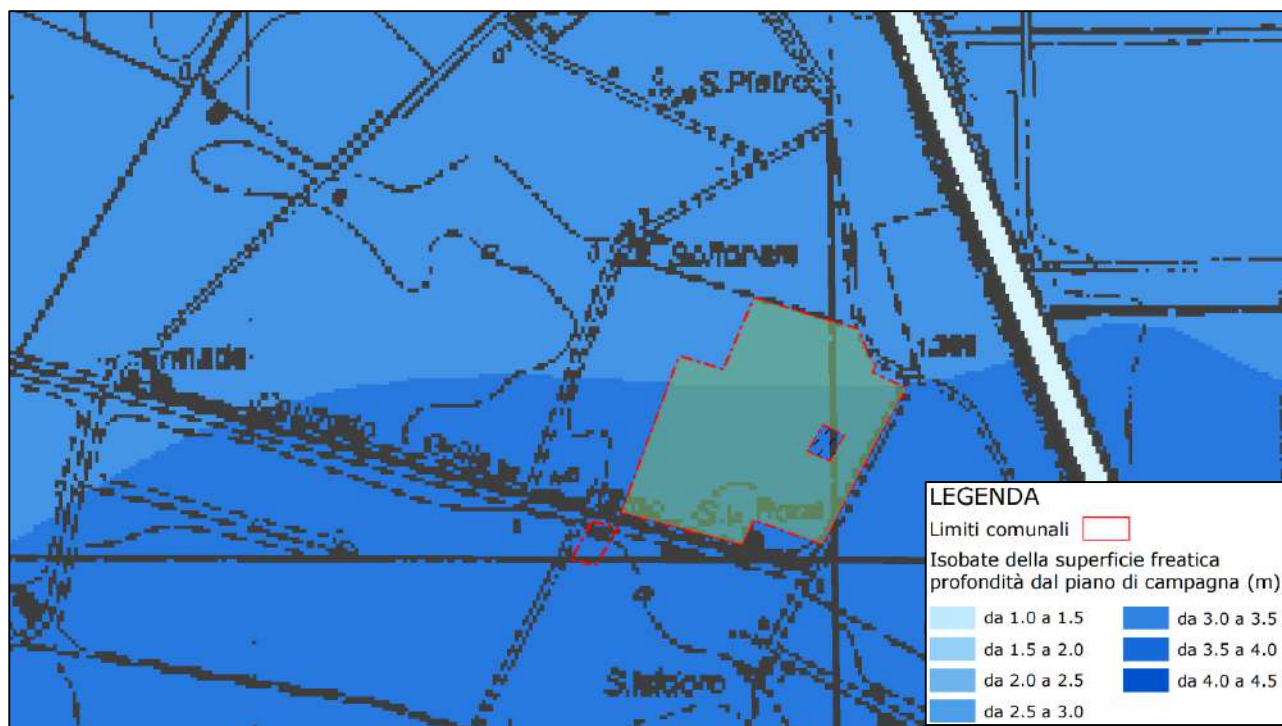 S.Pietro
LEGENDA
Limiti comunali
Isobate della superficie freatica
profondità dal piano di campagna (m)
da 1.0 a 1.5
da 1.5 a 2.0
da 2.0 a 2.5
da 2.5 a 3.0
da 3.0 a 3.5
da 3.5 a 4.0
da 4.0 a 4.5
S.Isidoro